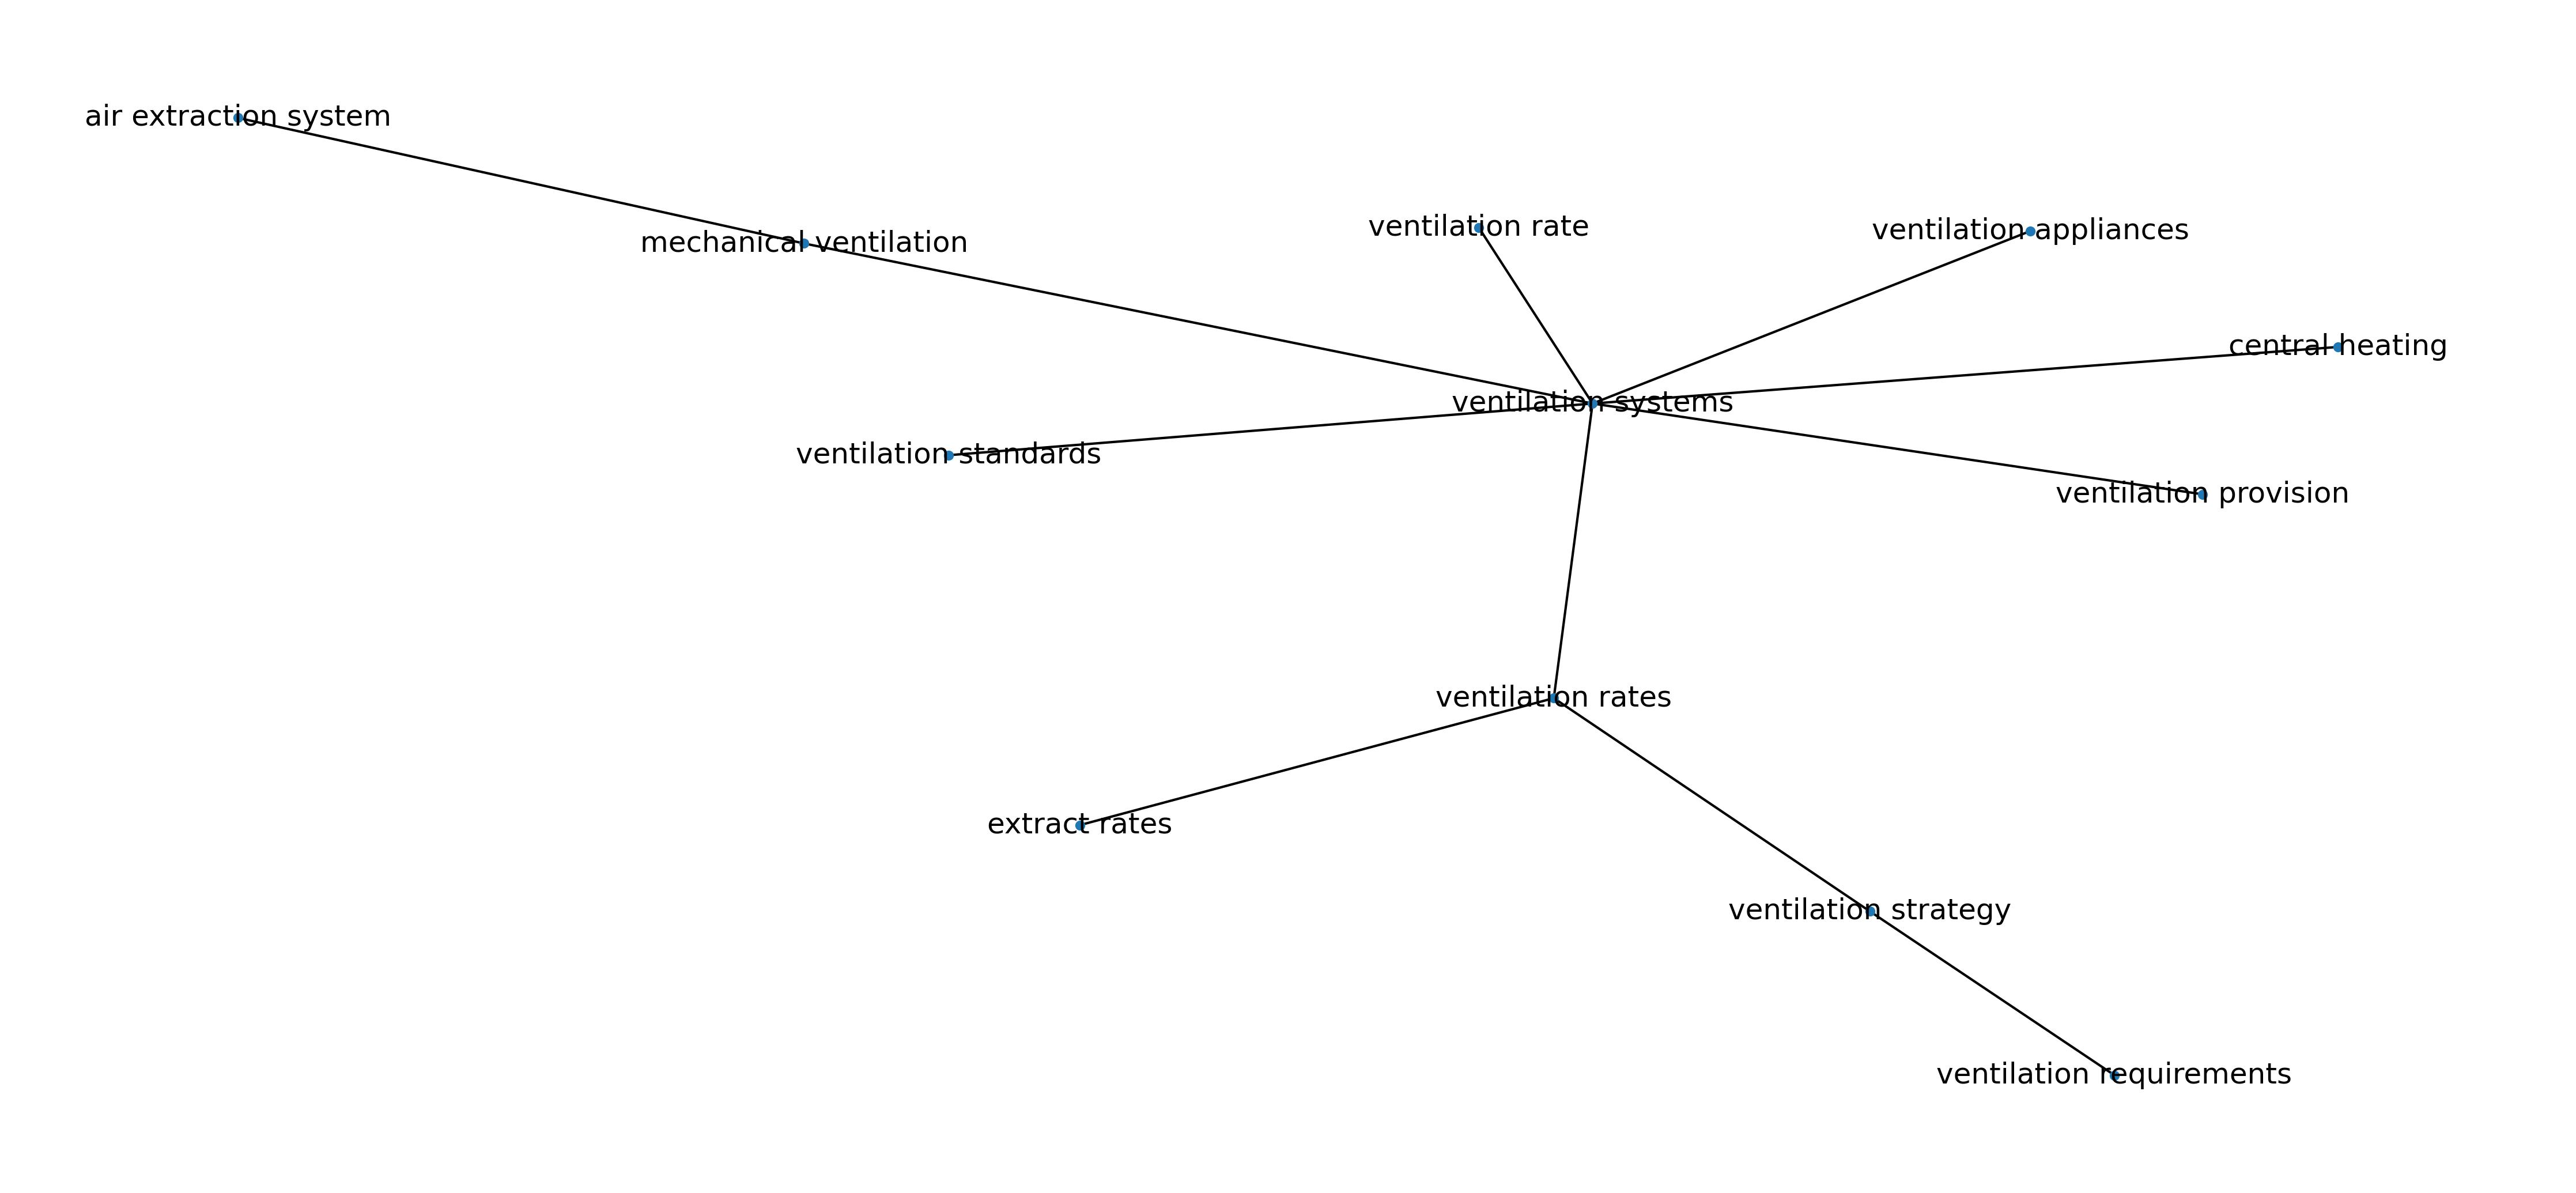 air extraction system
mechanical ventilation
ventilation rate
ventilation appliances
central heating
ventilation systems
ventilation standards
ventilation provision
ventilation rates
extract rates
ventilation strategy
ventilation requirements